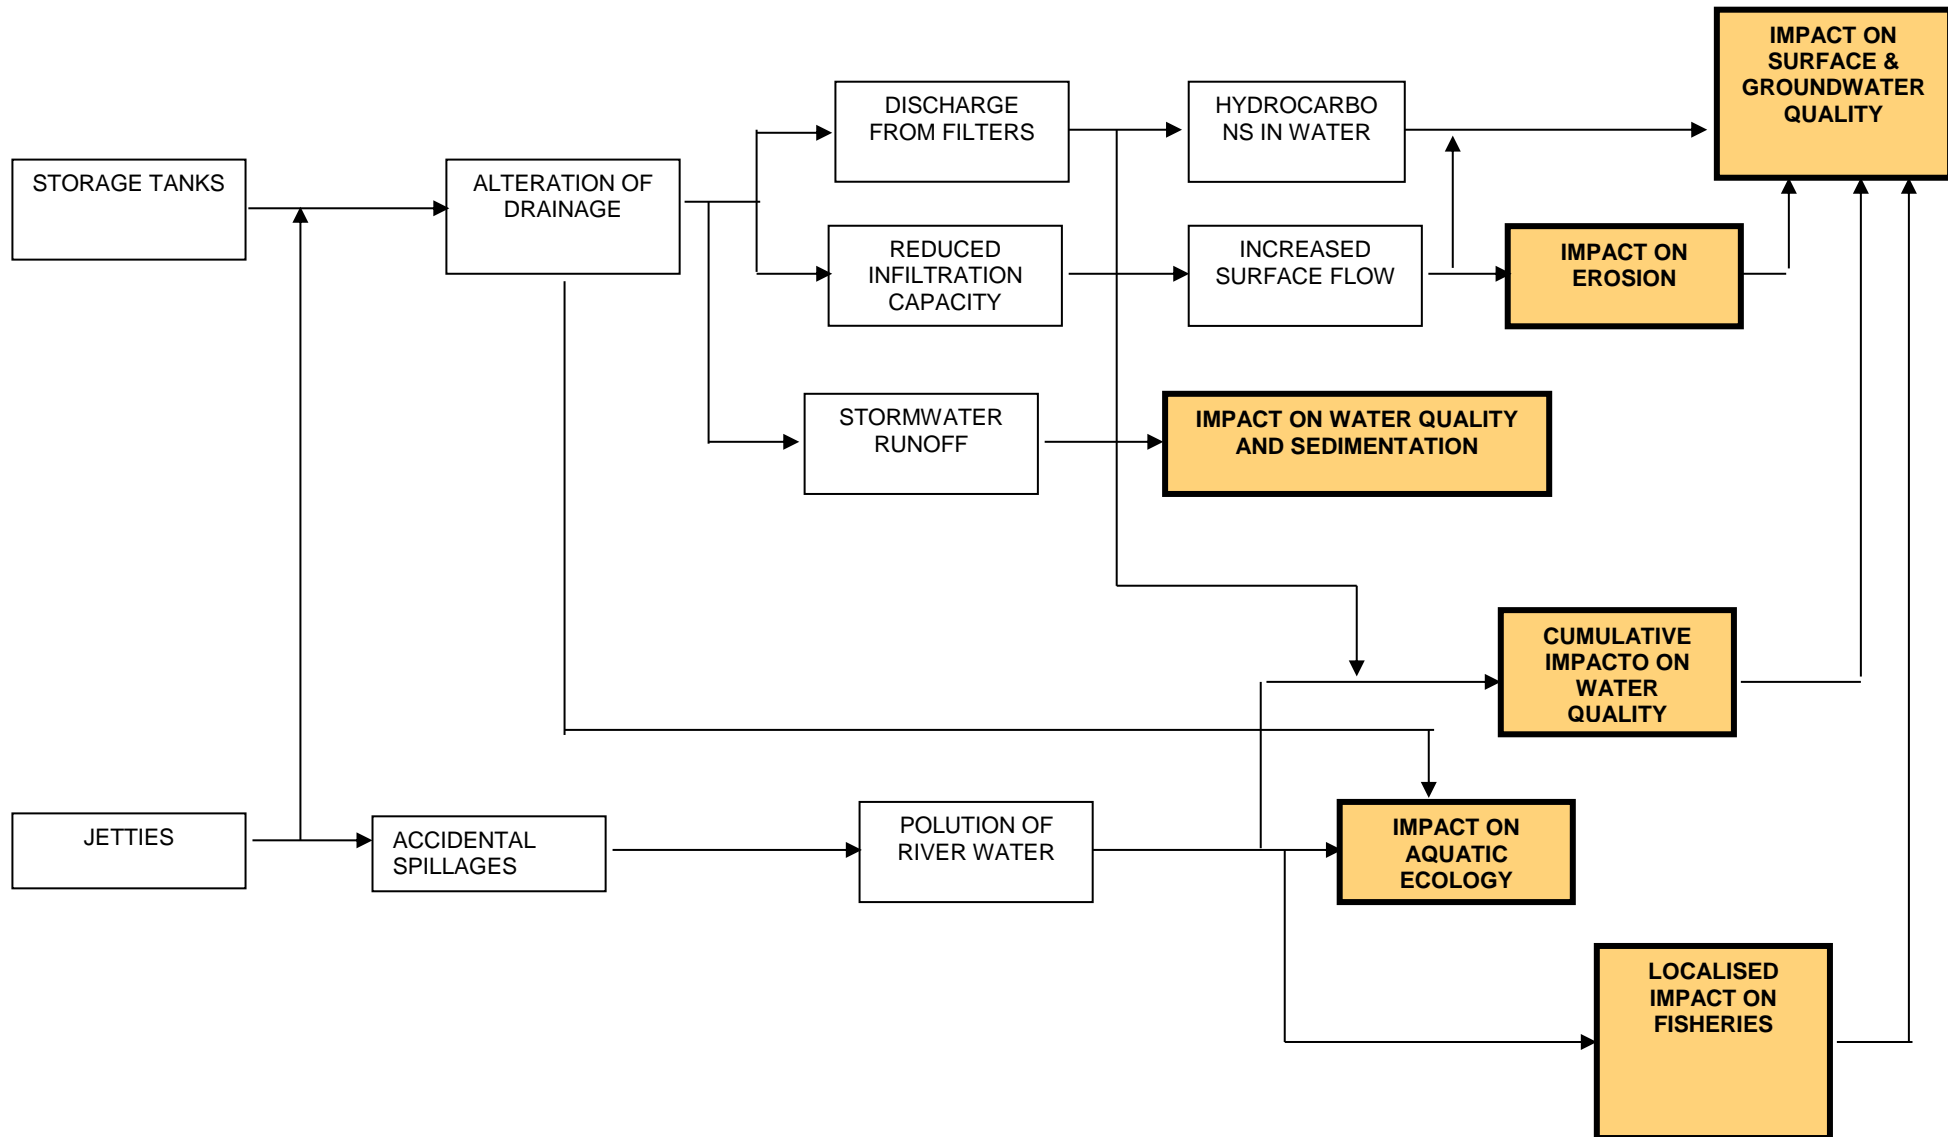 IMPACT ON
SURFACE &
GROUNDWATER
QUALITY
DISCHARGE
FROM FILTERS
HYDROCARBO
NS IN WATER
STORAGE TANKS
ALTERATION OF
DRAINAGE
REDUCED
INFILTRATION
CAPACITY
INCREASED
SURFACE FLOW
IMPACT ON
EROSION
STORMWATER
RUNOFF
IMPACT ON WATER QUALITY
AND SEDIMENTATION
CUMULATIVE
IMPACTO ON
WATER
QUALITY
JETTIES
ACCIDENTAL
SPILLAGES
POLUTION OF
RIVER WATER
IMPACT ON
AQUATIC
ECOLOGY
LOCALISED
IMPACT ON
FISHERIES